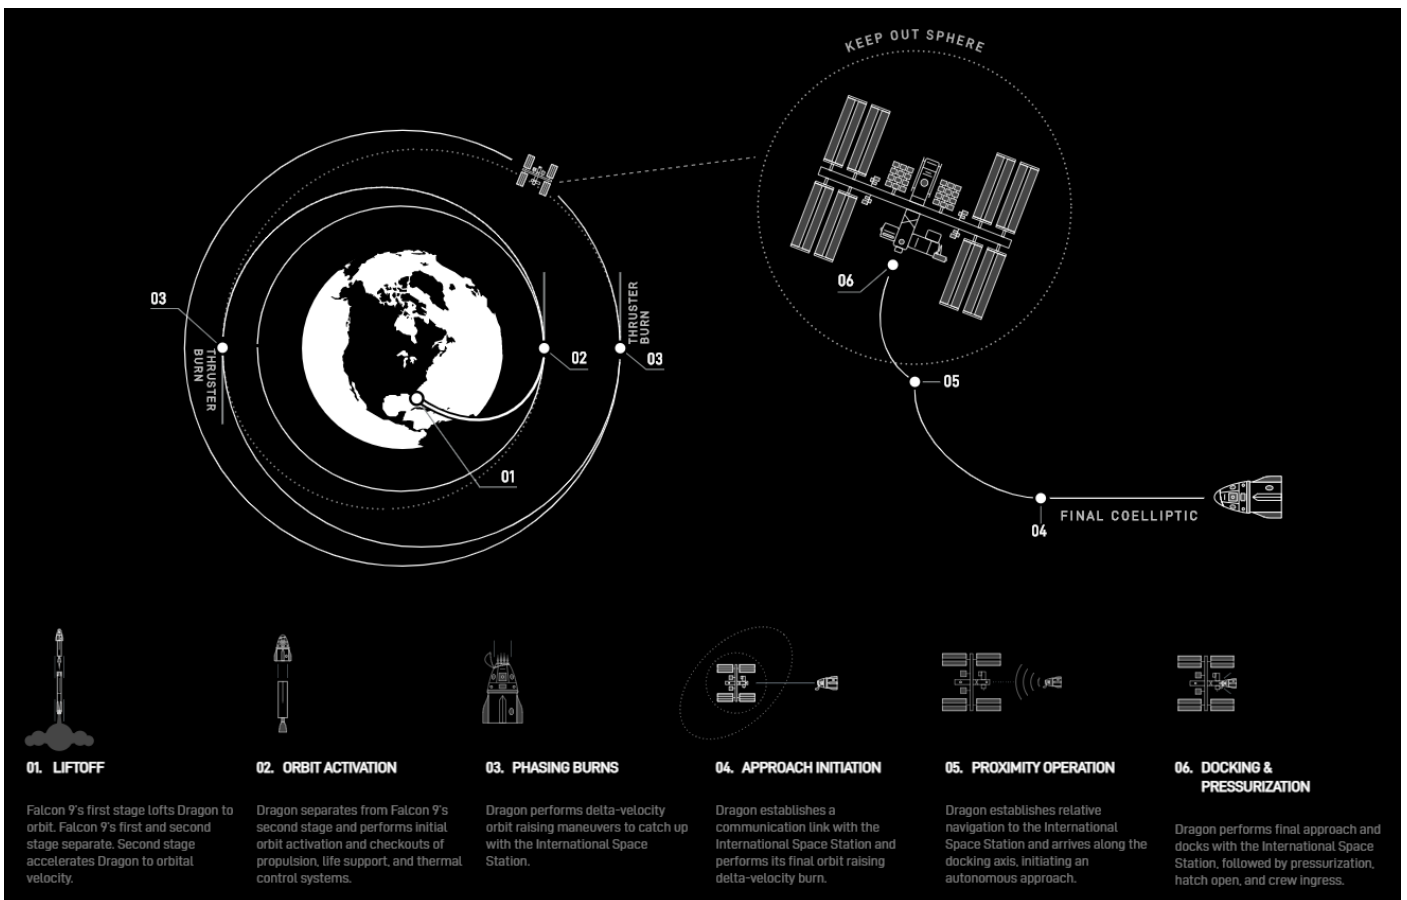 KEEP OUT SPHERE
03
THRUSTER
BURN
02
THRUSTER
BURN
03
01
06
05
04
FINAL COELLIPTIC
01. LIFTOFF
Falcon 9's first stage lofts Dragon to
orbit. Falcon 9's first and second
stage separate. Second stage
accelerates Dragon to orbital
velocity.
02. ORBIT ACTIVATION
Dragon separates from Falcon 9's
second stage and performs initial
orbit activation and checkouts of
propulsion, life support, and thermal
control systems.
03. PHASING BURNS
Dragon performs delta-velocity
orbit raising maneuvers to catch up
with the International Space
Station.
04. APPROACH INITIATION
Dragon establishes a
communication link with the
International Space Station and
performs its final orbit raising
delta-velocity burn.
05. PROXIMITY OPERATION
Dragon establishes relative
navigation to the International
Space Station and arrives along the
docking axis, initiating an
autonomous approach.
06. DOCKING &
PRESSURIZATION
Dragon performs final approach and
docks with the International Space
Station, followed by pressurization,
hatch open, and crew ingress.